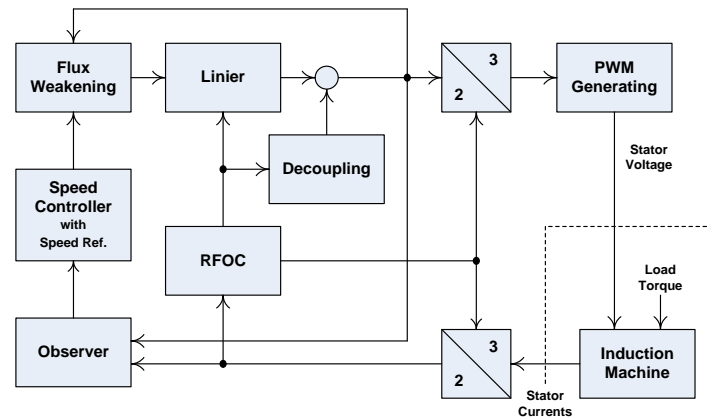 Flux
Weakening
Linier
3
2
PWM
Generating
Stator
Voltage
Decoupling
Speed
Controller
with
Speed Ref.
RFOC
Load
Torque
Observer
3
2
Induction
Machine
Stator
Currents